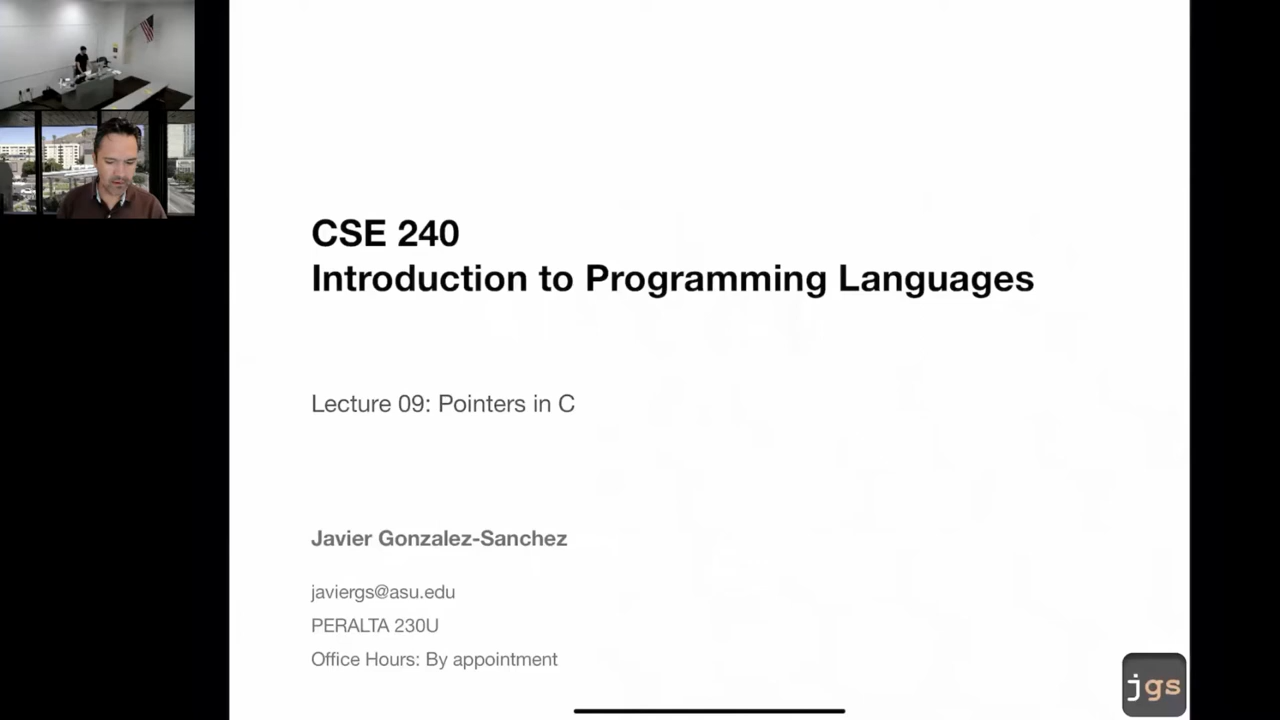 CSE 240
Introduction to Programming Languages
Lecture 09: Pointers in C
Javier Gonzalez-Sanchez
javiergs@asu.edu
PERALTA 230U
Office Hours: By appointment
jgs